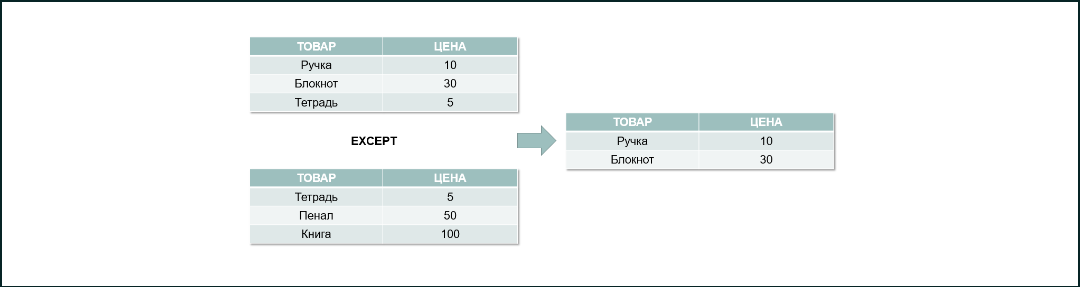 ТОВАР ЦЕНА
Ручка 10
Блокнот 30
Тетрадь 5
EXCEPT
ТОВАР ЦЕНА
Тетрадь 5
Пенал 50
Книга 100
ТОВАР ЦЕНА
Ручка 10
Блокнот 30